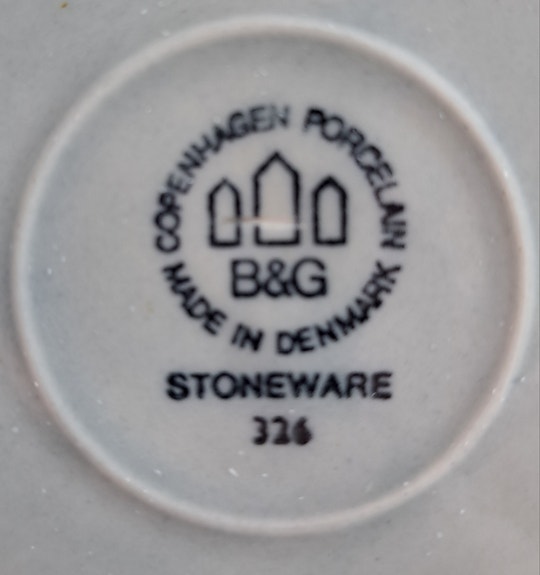 COPENHAGEN PORCELAIN
B&G
MADE IN DENMARK
STONEWARE
326